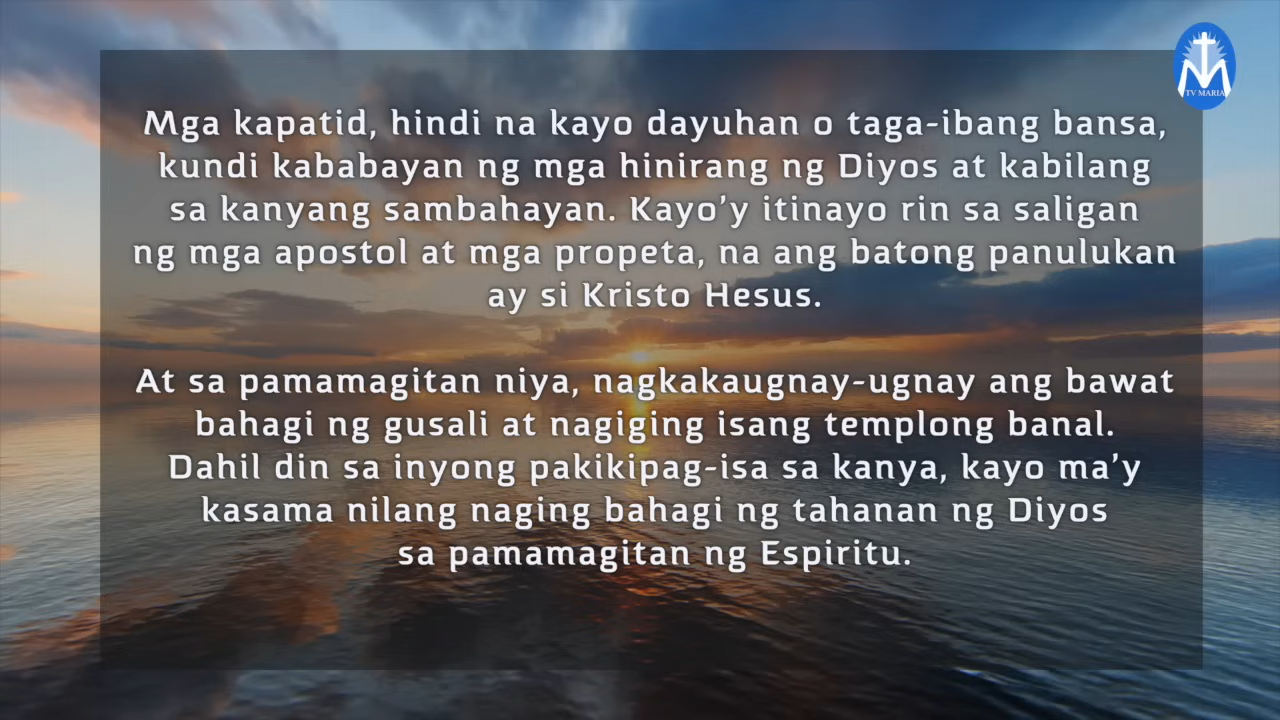 TV MARIA
Mga kapatid, hindi na kayo dayuhan o taga-ibang bansa,
kundi kababayan ng mga hinirang ng Diyos at kabilang
sa kanyang sambahayan. Kayo’y itinayo rin sa saligan
ng mga apostol at mga propeta, na ang batong panulukan
ay si Kristo Hesus.
At sa pamamagitan niya, nagkakaugnay-ugnay ang bawat
bahagi ng gusali at nagiging isang templong banal.
Dahil din sa inyong pakikipag-isa sa kanya, kayo ma’y
kasama nilang naging bahagi ng tahanan ng Diyos
sa pamamagitan ng Espiritu.